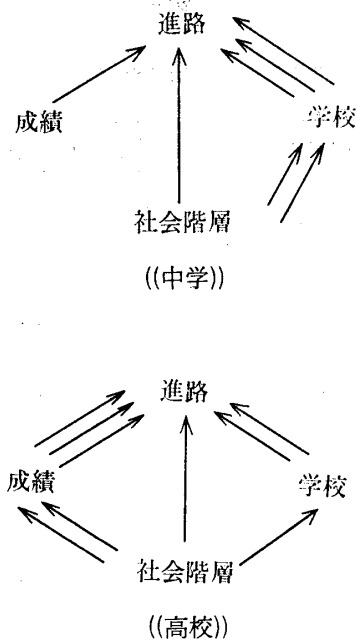 進路
成績
学校
社会階層
((中学))
進路
成績
学校
社会階層
((高校))